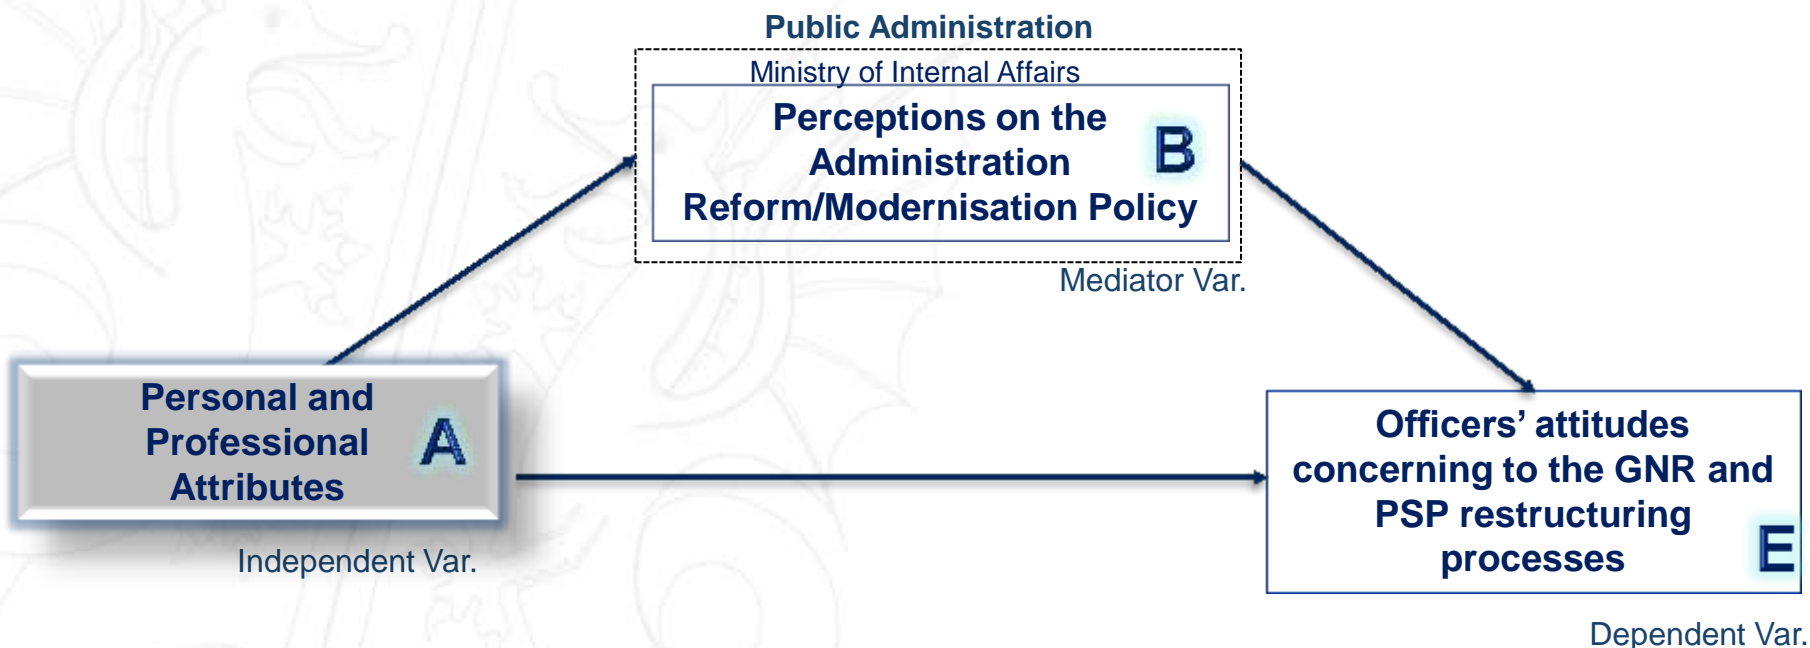 Public Administration
Ministry of Internal Affairs
Perceptions on the
Administration
Reform/Modernisation Policy
B
Mediator Var.
Personal and
Professional
Attributes
A
Independent Var.
Officers’ attitudes
concerning to the GNR and
PSP restructuring
processes
E
Dependent Var.